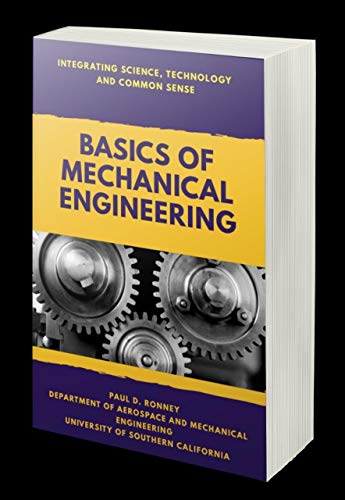 INTEGRATING SCIENCE, TECHNOLOGY
AND COMMON SENSE
BASICS OF
MECHANICAL
ENGINEERING
PAUL D. RONNEY
DEPARTMENT OF AEROSPACE AND MECHANICAL
ENGINEERING
UNIVERSITY OF SOUTHERN CALIFORNIA